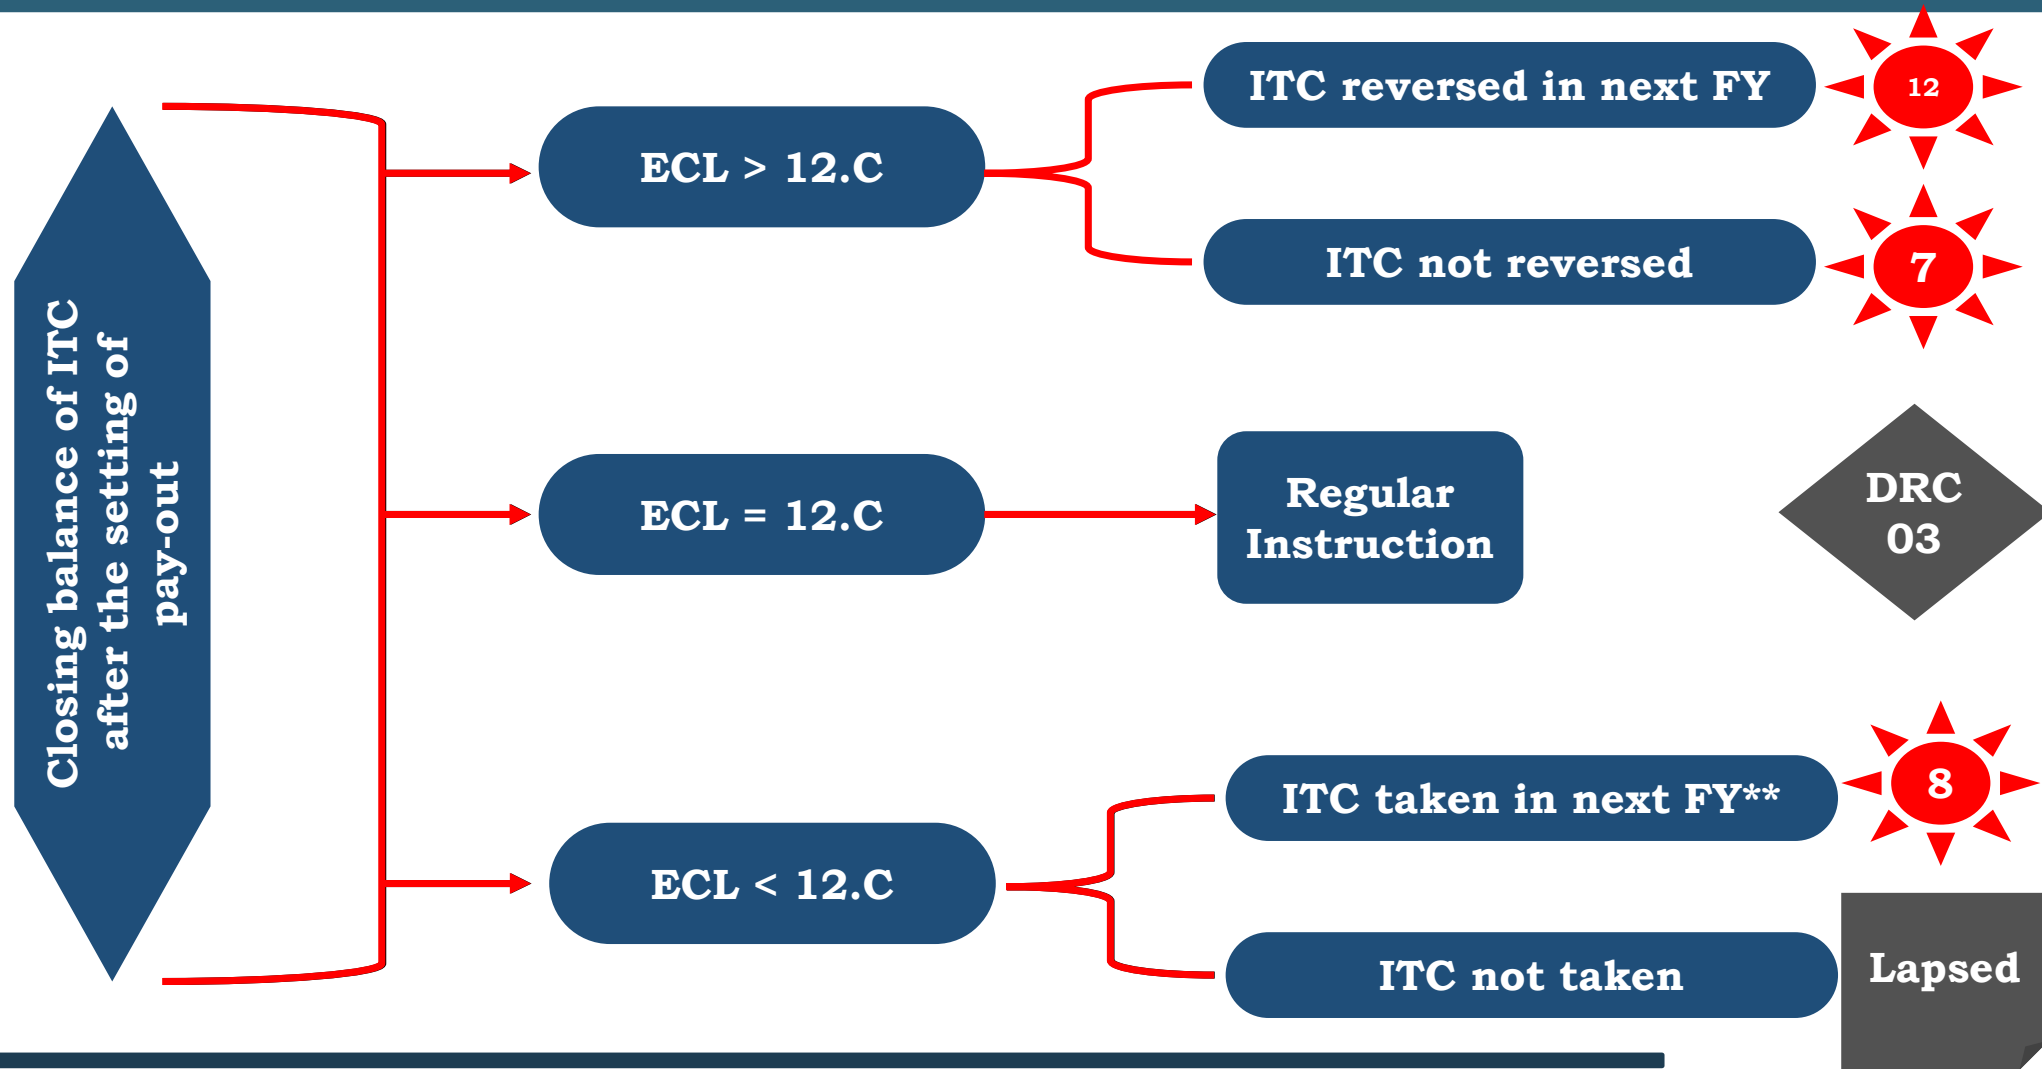 Closing balance of ITC
after the setting of
pay-out
ECL > 12.C
ITC reversed in next FY
12
ITC not reversed
7
ECL = 12.C
Regular
Instruction
DRC
03
ECL < 12.C
ITC taken in next FY**
8
ITC not taken
Lapsed